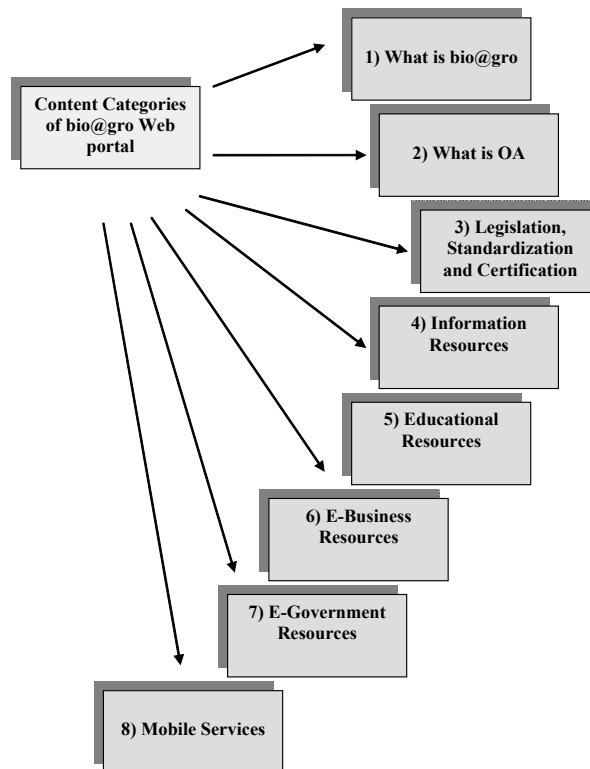 Content Categories
of bio@gro Web
portal
1) What is bio@gro
2) What is OA
3) Legislation,
Standardization
and Certification
4) Information
Resources
5) Educational
Resources
6) E-Business
Resources
7) E-Government
Resources
8) Mobile Services